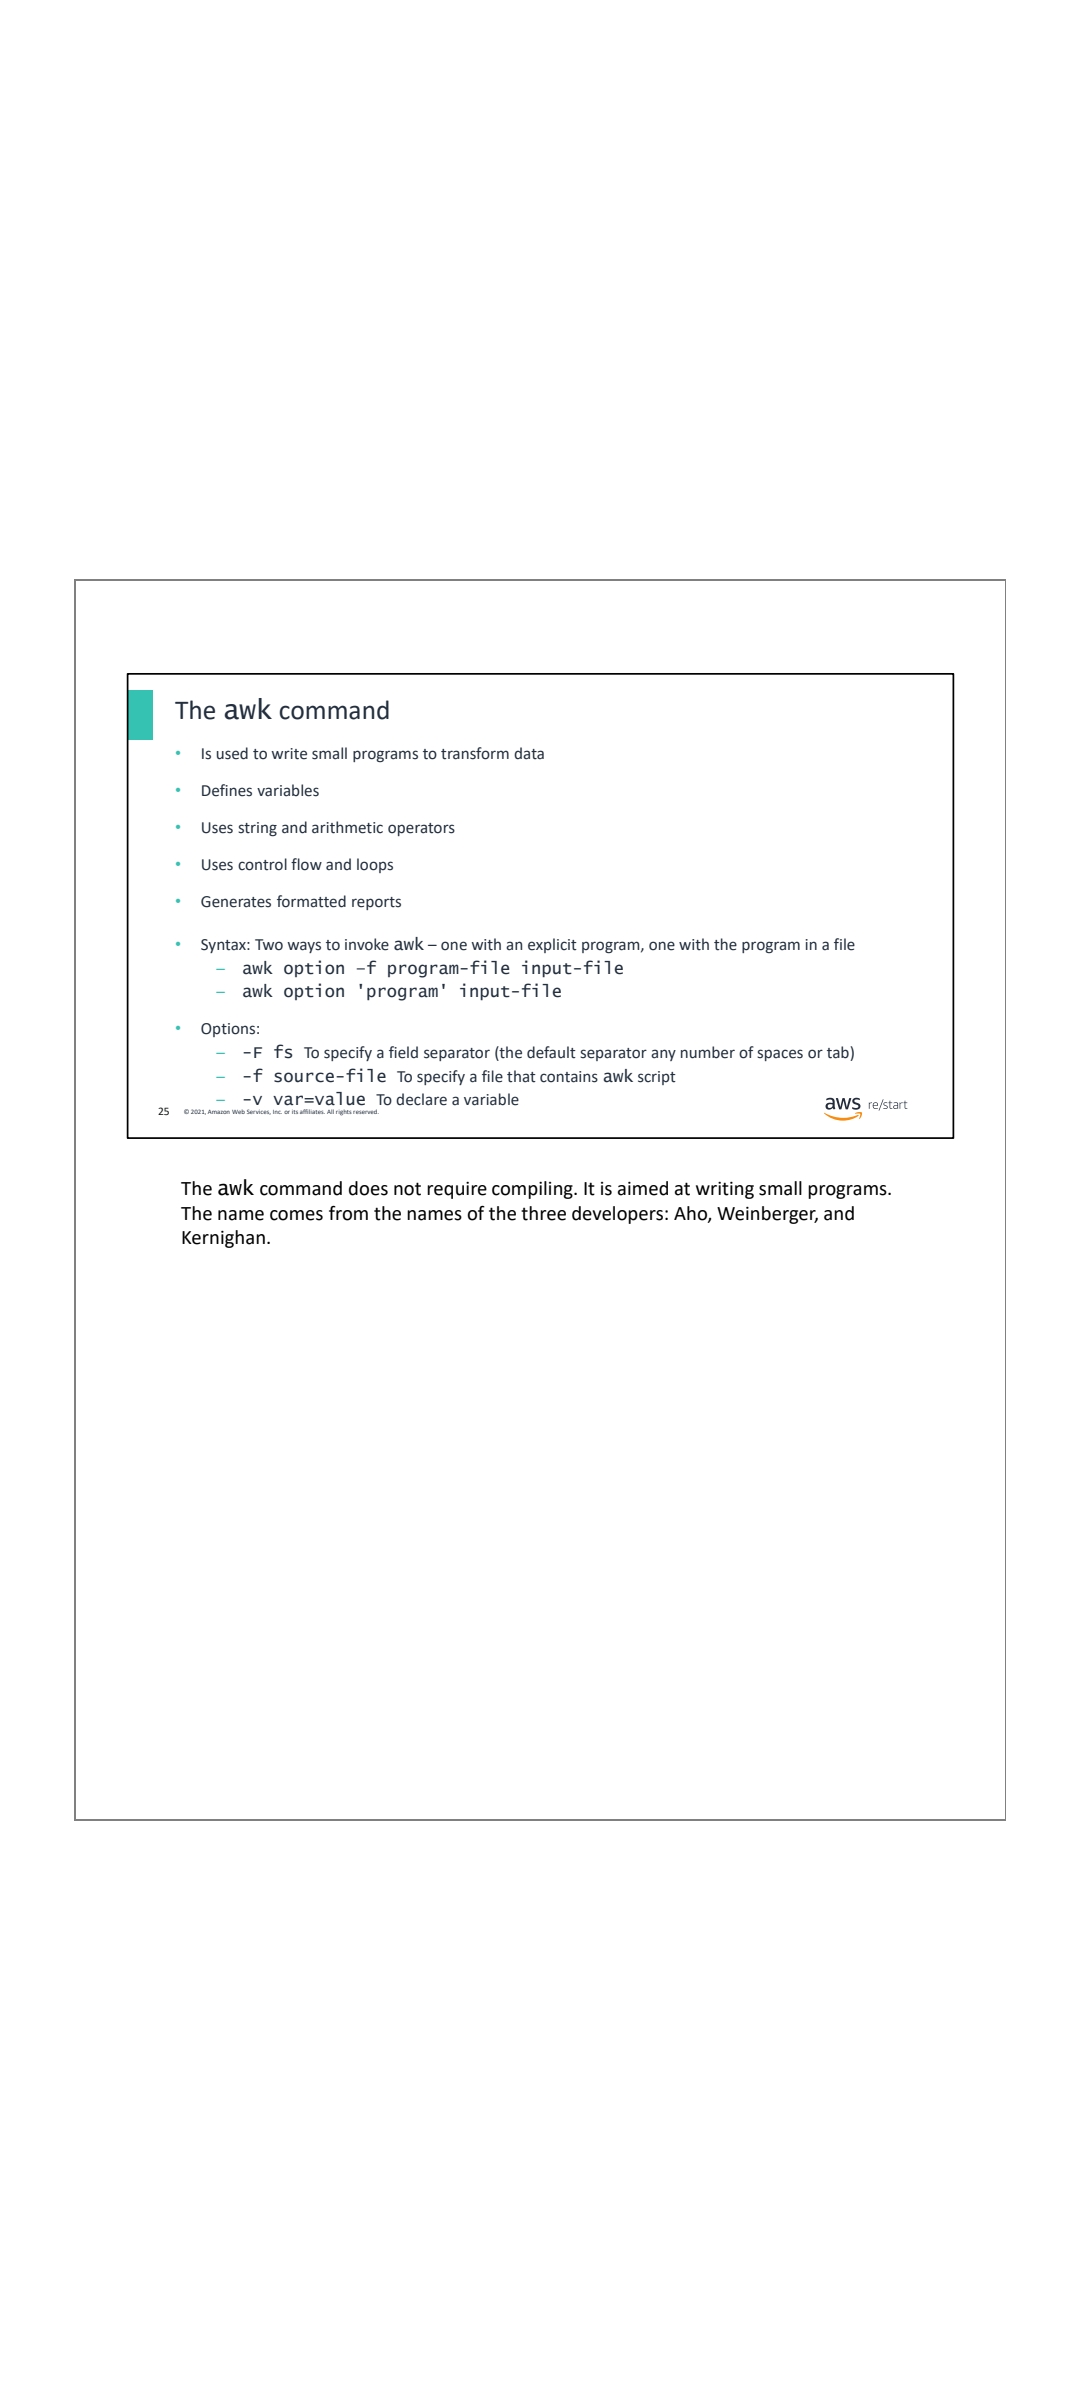 The awk command
• Is used to write small programs to transform data
• Defines variables
• Uses string and arithmetic operators
• Uses control flow and loops
• Generates formatted reports
• Syntax: Two ways to invoke awk – one with an explicit program, one with the program in a file
– awk option –f program-file input-file
– awk option 'program' input-file
• Options:
– -F fs To specify a field separator (the default separator any number of spaces or tab)
– -f source-file To specify a file that contains awk script
– -v var=value To declare a variable
25 © 2021, Amazon Web Services, Inc. or its affiliates. All rights reserved.
aws re/start
The awk command does not require compiling. It is aimed at writing small programs.
The name comes from the names of the three developers: Aho, Weinberger, and
Kernighan.